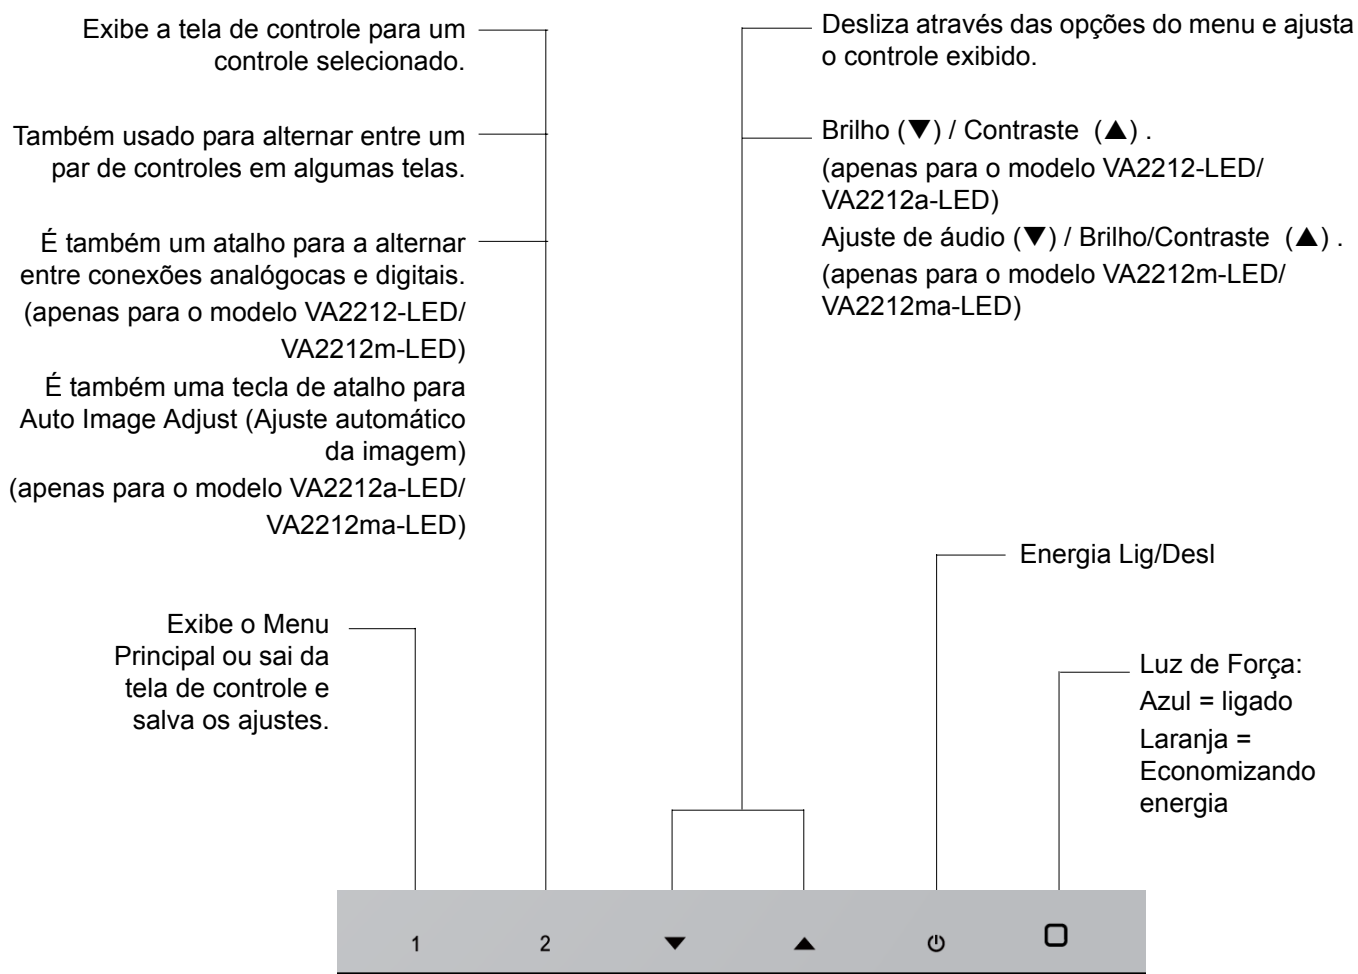 Exibe a tela de controle para um
controle selecionado.
Também usado para alternar entre um
par de controles em algumas telas.
É também um atalho para a alternar
entre conexões analógocas e digitais.
(apenas para o modelo VA2212-LED/
VA2212m-LED)
É também uma tecla de atalho para
Auto Image Adjust (Ajuste automático
da imagem)
(apenas para o modelo VA2212a-LED/
VA2212ma-LED)
Exibe o Menu
Principal ou sai da
tela de controle e
salva os ajustes.
Desliza através das opções do menu e ajusta
o controle exibido.
Brilho (▼) / Contraste (▲) .
(apenas para o modelo VA2212-LED/
VA2212a-LED)
Ajuste de áudio (▼) / Brilho/Contraste (▲) .
(apenas para o modelo VA2212m-LED/
VA2212ma-LED)
Energia Lig/Desl
Luz de Força:
Azul = ligado
Laranja =
Economizando
energia
1 2 ▼ ▲ ⏻ ▢